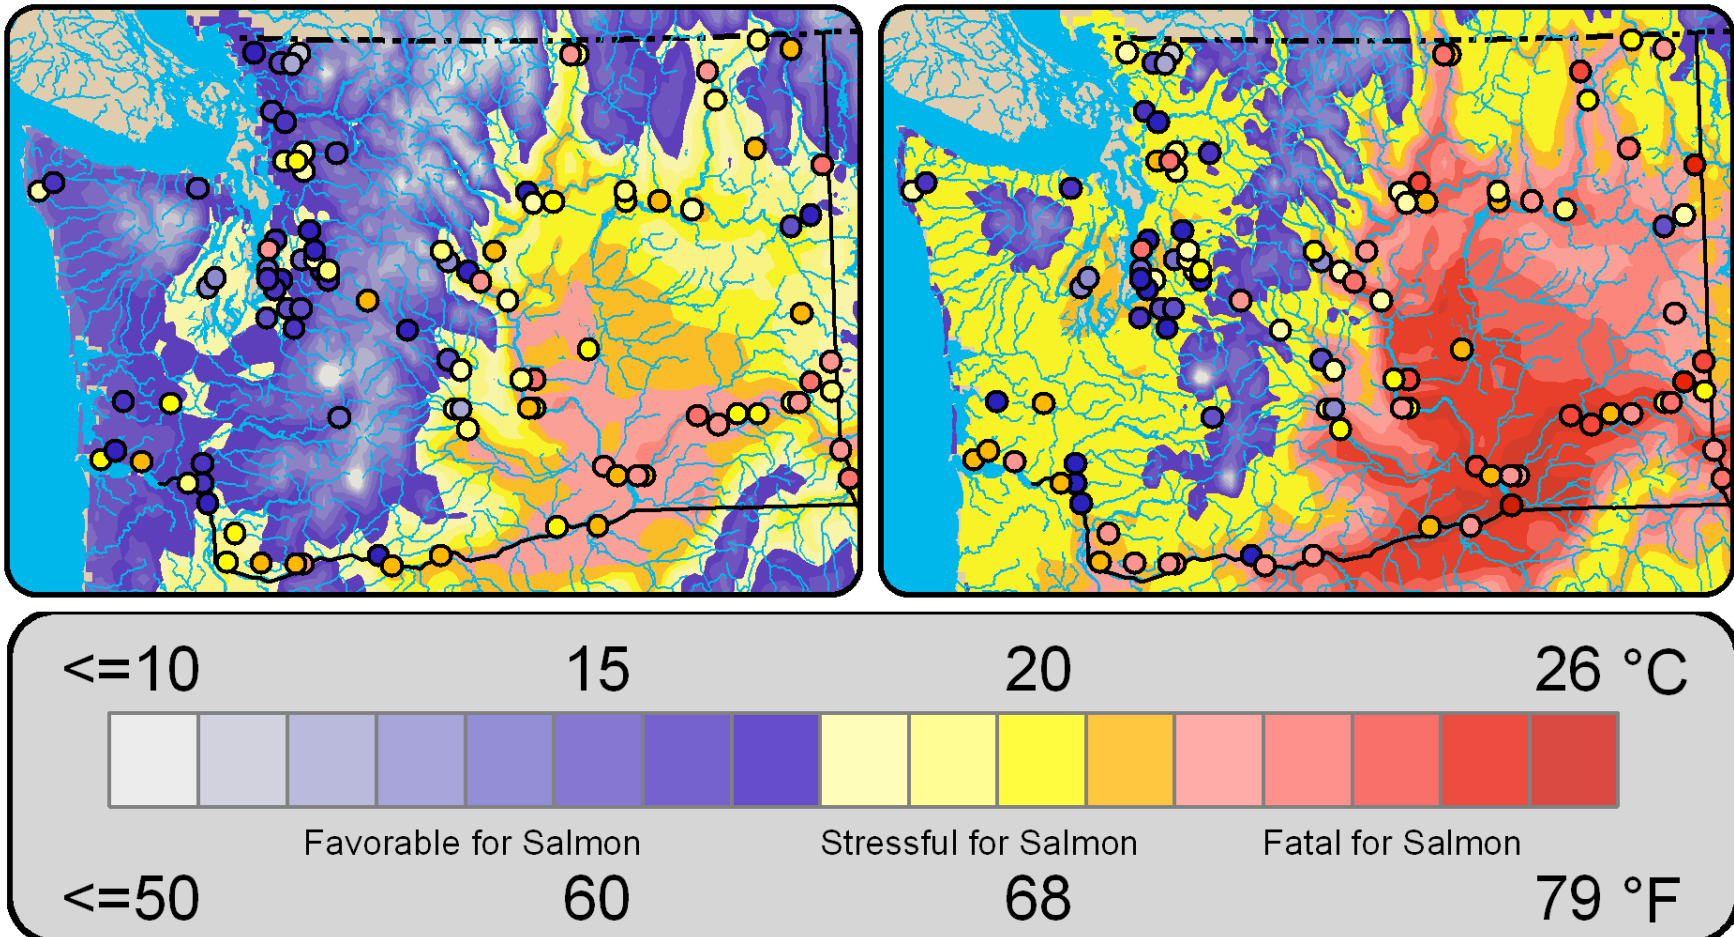 <=10 15 20 26 °C
Favorable for Salmon Stressful for Salmon Fatal for Salmon
<=50 60 68 79 °F